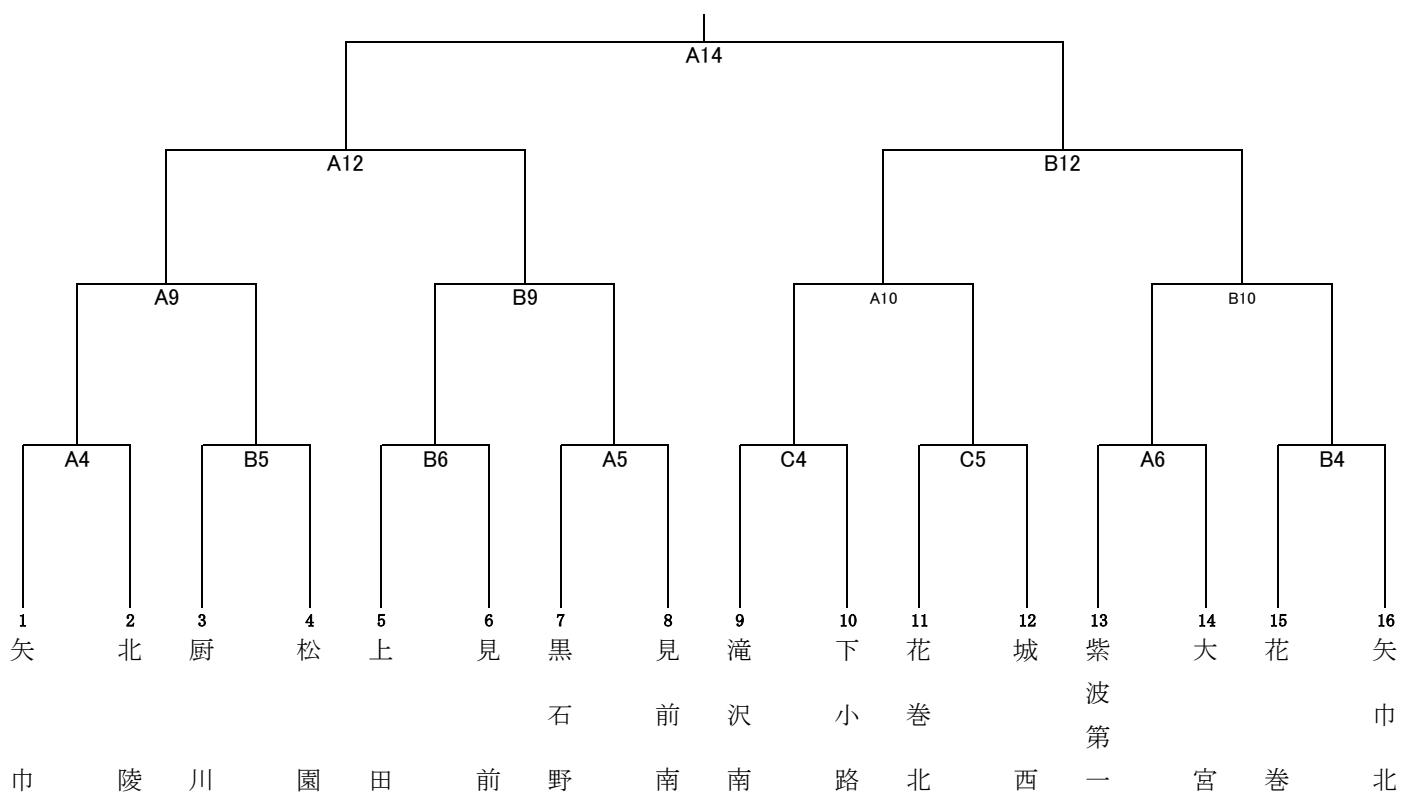 A14
A12 B12
A9 B9 A10 B10
A4 B5 B6 A5 C4 C5 A6 B4
1 2 3 4 5 6 7 8 9 10 11 12 13 14 15 16
矢巾
北陵
厨川
松園
上田
見前
黒石野
見前南
滝沢南
下小路
花巻北
城西
紫波第一
大宮
花巻
矢巾北